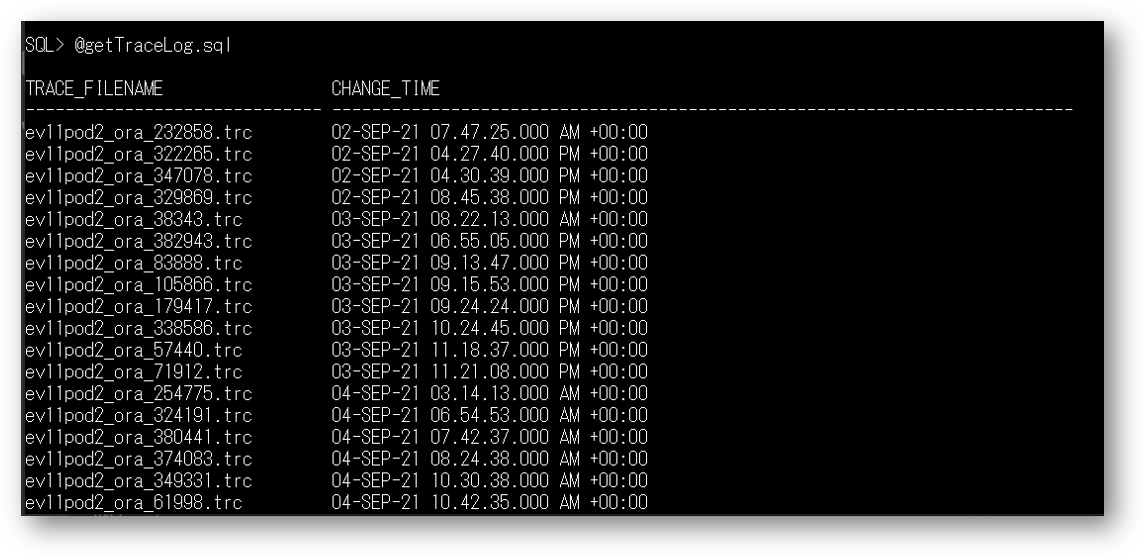 SQL> @getTraceLog.sql
TRACE_FILENAME CHANGE_TIME
------------------------------ ---------------------------------------------------------------------------
ev11pod2_ora_232858.trc 02-SEP-21 07.47.25.000 AM +00:00
ev11pod2_ora_322265.trc 02-SEP-21 04.27.40.000 PM +00:00
ev11pod2_ora_347078.trc 02-SEP-21 04.30.39.000 PM +00:00
ev11pod2_ora_329869.trc 02-SEP-21 08.45.38.000 PM +00:00
ev11pod2_ora_38343.trc 03-SEP-21 08.22.13.000 AM +00:00
ev11pod2_ora_382943.trc 03-SEP-21 06.55.05.000 PM +00:00
ev11pod2_ora_83888.trc 03-SEP-21 09.13.47.000 PM +00:00
ev11pod2_ora_105866.trc 03-SEP-21 09.15.53.000 PM +00:00
ev11pod2_ora_179417.trc 03-SEP-21 09.24.24.000 PM +00:00
ev11pod2_ora_338586.trc 03-SEP-21 10.24.45.000 PM +00:00
ev11pod2_ora_57440.trc 03-SEP-21 11.18.37.000 PM +00:00
ev11pod2_ora_71912.trc 03-SEP-21 11.21.08.000 PM +00:00
ev11pod2_ora_254775.trc 04-SEP-21 03.14.13.000 AM +00:00
ev11pod2_ora_324191.trc 04-SEP-21 06.54.53.000 AM +00:00
ev11pod2_ora_380441.trc 04-SEP-21 07.42.37.000 AM +00:00
ev11pod2_ora_374083.trc 04-SEP-21 08.24.38.000 AM +00:00
ev11pod2_ora_349331.trc 04-SEP-21 10.30.38.000 AM +00:00
ev11pod2_ora_61998.trc 04-SEP-21 10.42.35.000 AM +00:00